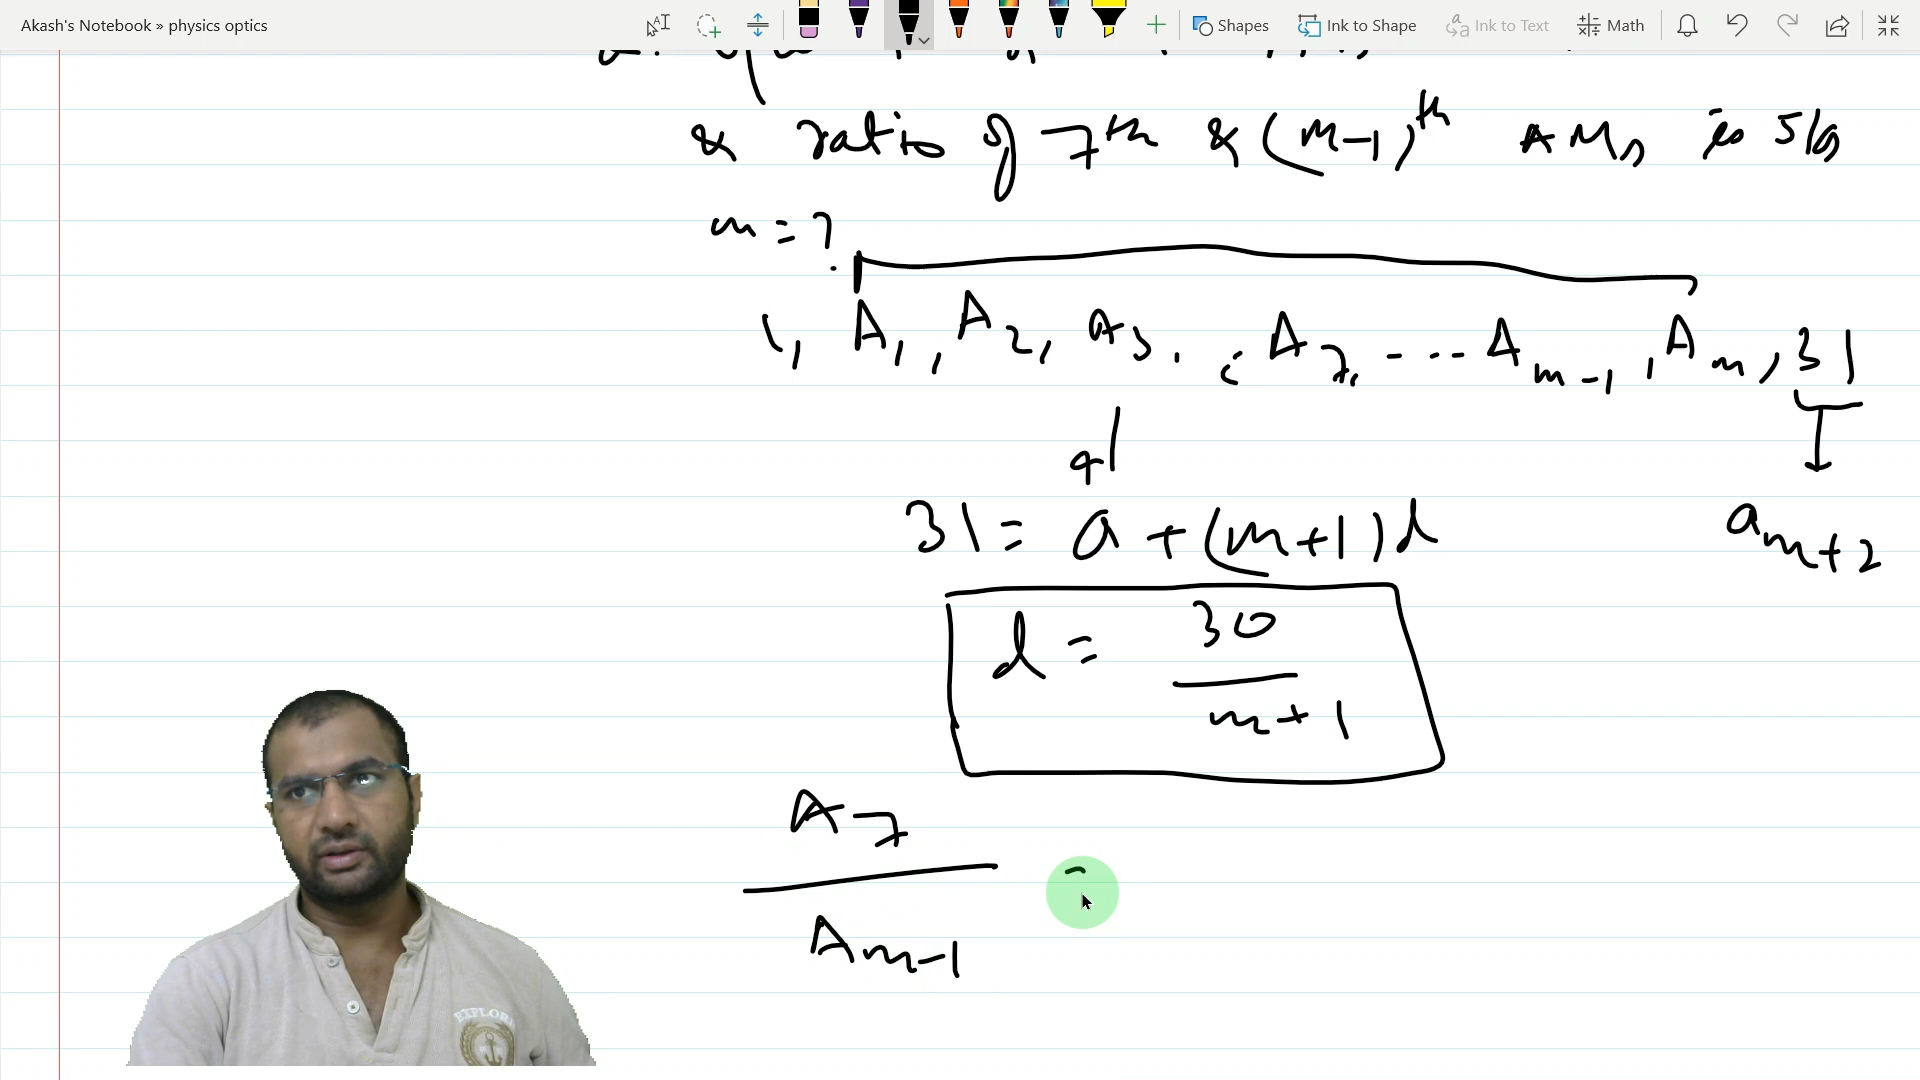 Akash's Notebook » physics optics
Shapes Ink to Shape Ink to Text Math
& ratio of 7th & (m-1)th AMs is 5/9
m = ?
1, A1, A2, A3, , A7, - - - - Am-1, Am, 31
31 = a + (m+1)d
am+2
d = 30/m+1
A7/Am-1 =
EXPLOR